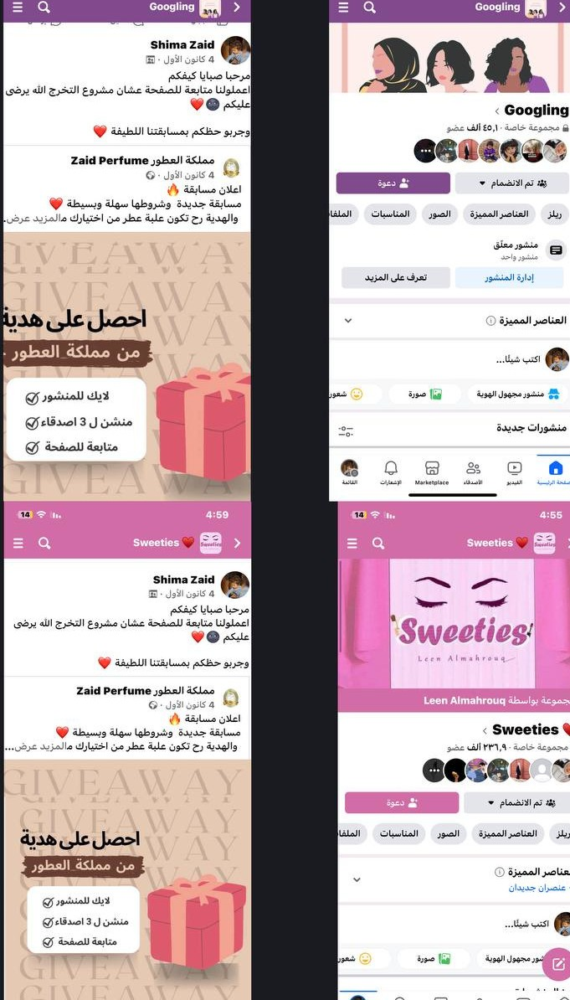 Googling
Shima Zaid
4 كانون الأول ·
مرحبا صبايا كيفكم
اعملولنا متابعة للصفحة عشان مشروع التخرج الله يرضى
عليكم 🌚❤️
وجربو حظكم بمسابقتنا اللطيفة ❤️
مملكة العطور Zaid Perfume
4 كانون الأول ·
اعلان مسابقة 🔥
مسابقة جديدة وشروطها سهلة وبسيطة ❤️
والهدية رح تكون علبة عطر من اختيارك
المزيد عرض
GIVEAWAY
GIVEAWAY
احصل على هدية
من مملكة_العطور
لايك للمنشور
منشن ل 3 اصدقاء
متابعة للصفحة
GIVEAWAY
Googling
Googling
مجموعة خاصة · ٤٥٫١ ألف عضو
تم الانضمام
دعوة
ريلز
العناصر المميزة
الصور
المناسبات
الملفا
منشور معلّق
منشور واحد
إدارة المنشور
تعرف على المزيد
العناصر المميزة
اكتب شيئًا...
منشور مجهول الهوية
صورة
شعور
منشورات جديدة
صفحة الرئيسية
الفيديو
الأصدقاء
Marketplace
الإشعارات
القائمة
14
4:59
Sweeties ❤️
Sweeties
Shima Zaid
4 كانون الأول ·
مرحبا صبايا كيفكم
اعملولنا متابعة للصفحة عشان مشروع التخرج الله يرضى
عليكم 🌚❤️
وجربو حظكم بمسابقتنا اللطيفة ❤️
مملكة العطور Zaid Perfume
4 كانون الأول ·
اعلان مسابقة 🔥
مسابقة جديدة وشروطها سهلة وبسيطة ❤️
والهدية رح تكون علبة عطر من اختيارك
المزيد عرض...
GIVEAWAY
GIVEAWAY
احصل على هدية
من مملكة_العطور
لايك للمنشور
منشن ل 3 اصدقاء
متابعة للصفحة
GIVEAWAY
14
4:55
Sweeties ❤️
Sweeties
Sweeties
Leen Almahrouq
جموعة بواسطة Leen Almahrouq
Sweeties ❤️
مجموعة خاصة · ٢٣٦٫٩ ألف عضو
تم الانضمام
دعوة
ريلز
العناصر المميزة
الصور
المناسبات
الملفا
عناصر المميزة
عنصران جديدان
اكتب شيئًا...
شور مجهول الهوية
صورة
شعور